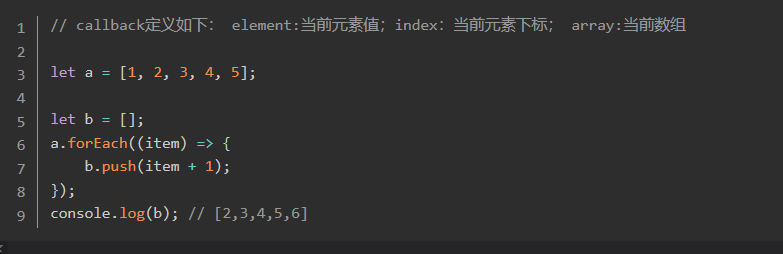 1 // callback定义如下： element:当前元素值；index：当前元素下标； array:当前数组
2
3 let a = [1, 2, 3, 4, 5];
4
5 let b = [];
6 a.forEach((item) => {
7     b.push(item + 1);
8 });
9 console.log(b); // [2,3,4,5,6]